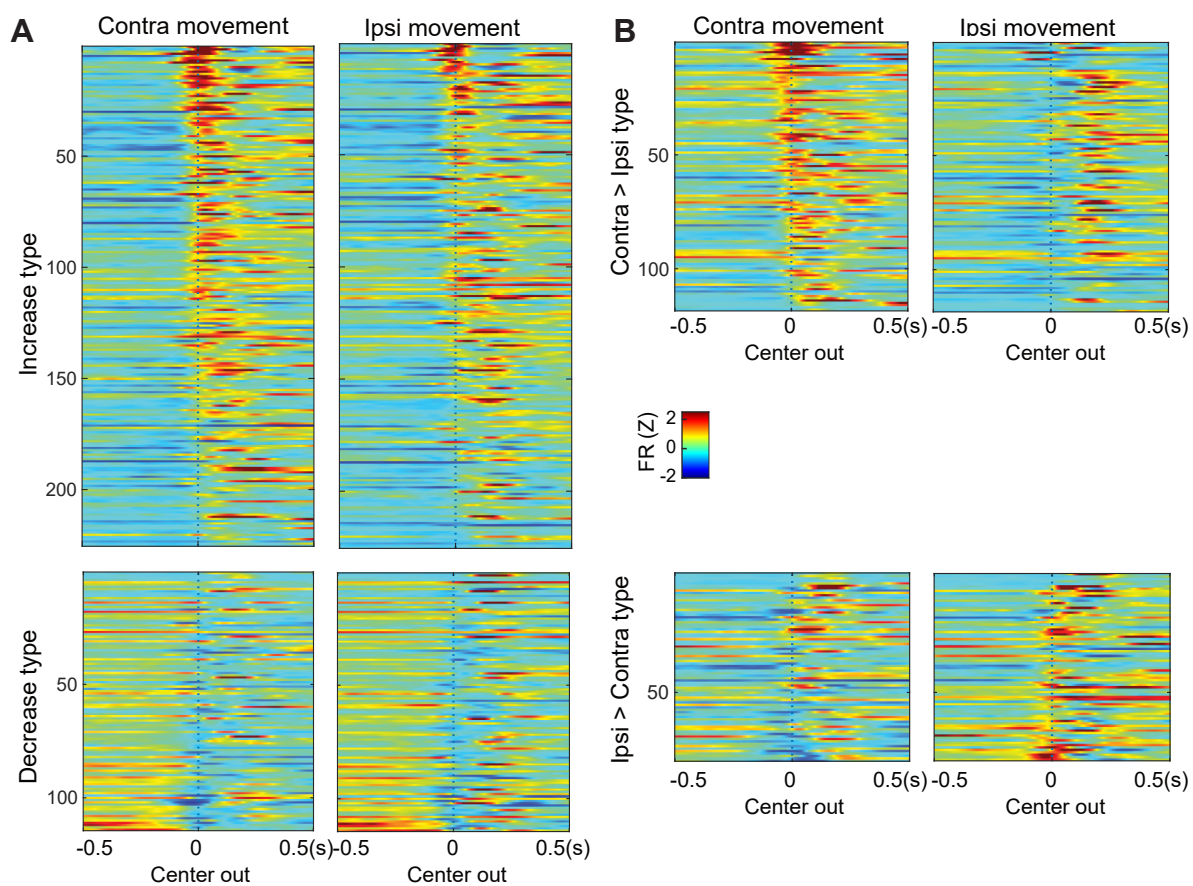 A
Contra movement
Ipsi movement
Increase type
50
100
150
200
Decrease type
50
100
-0.5
0
0.5(s)
Center out
-0.5
0
0.5(s)
Center out
B
Contra movement
Ipsi movement
Contra > Ipsi type
50
100
-0.5
0
0.5(s)
Center out
-0.5
0
0.5(s)
Center out
FR (Z)
2
0
-2
Ipsi > Contra type
50
-0.5
0
0.5(s)
Center out
-0.5
0
0.5(s)
Center out